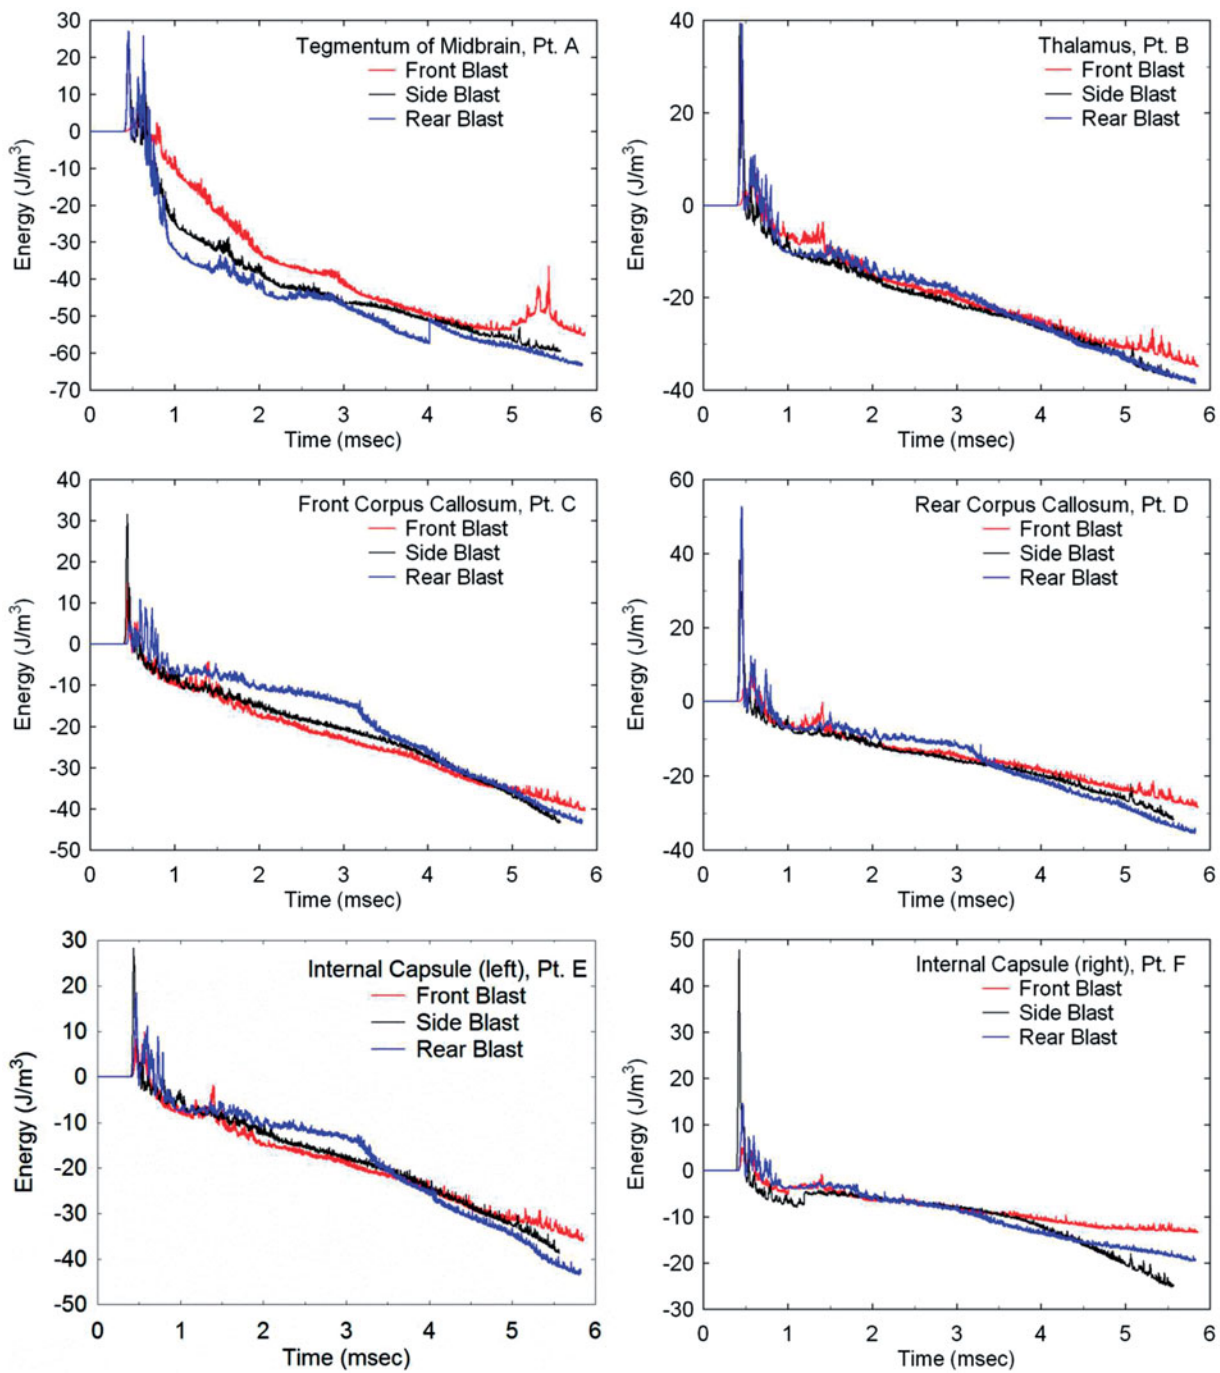 Tegmentum of Midbrain, Pt. A
Front Blast
Side Blast
Rear Blast
Energy (J/m³)
30
20
10
0
-10
-20
-30
-40
-50
-60
-70
0 1 2 3 4 5 6
Time (msec)
Thalamus, Pt. B
Front Blast
Side Blast
Rear Blast
Energy (J/m³)
40
20
0
-20
-40
0 1 2 3 4 5 6
Time (msec)
Front Corpus Callosum, Pt. C
Front Blast
Side Blast
Rear Blast
Energy (J/m³)
40
30
20
10
0
-10
-20
-30
-40
-50
0 1 2 3 4 5 6
Time (msec)
Rear Corpus Callosum, Pt. D
Front Blast
Side Blast
Rear Blast
Energy (J/m³)
60
40
20
0
-20
-40
0 1 2 3 4 5 6
Time (msec)
Internal Capsule (left), Pt. E
Front Blast
Side Blast
Rear Blast
Energy (J/m³)
30
20
10
0
-10
-20
-30
-40
-50
0 1 2 3 4 5 6
Time (msec)
Internal Capsule (right), Pt. F
Front Blast
Side Blast
Rear Blast
Energy (J/m³)
50
40
30
20
10
0
-10
-20
-30
0 1 2 3 4 5 6
Time (msec)